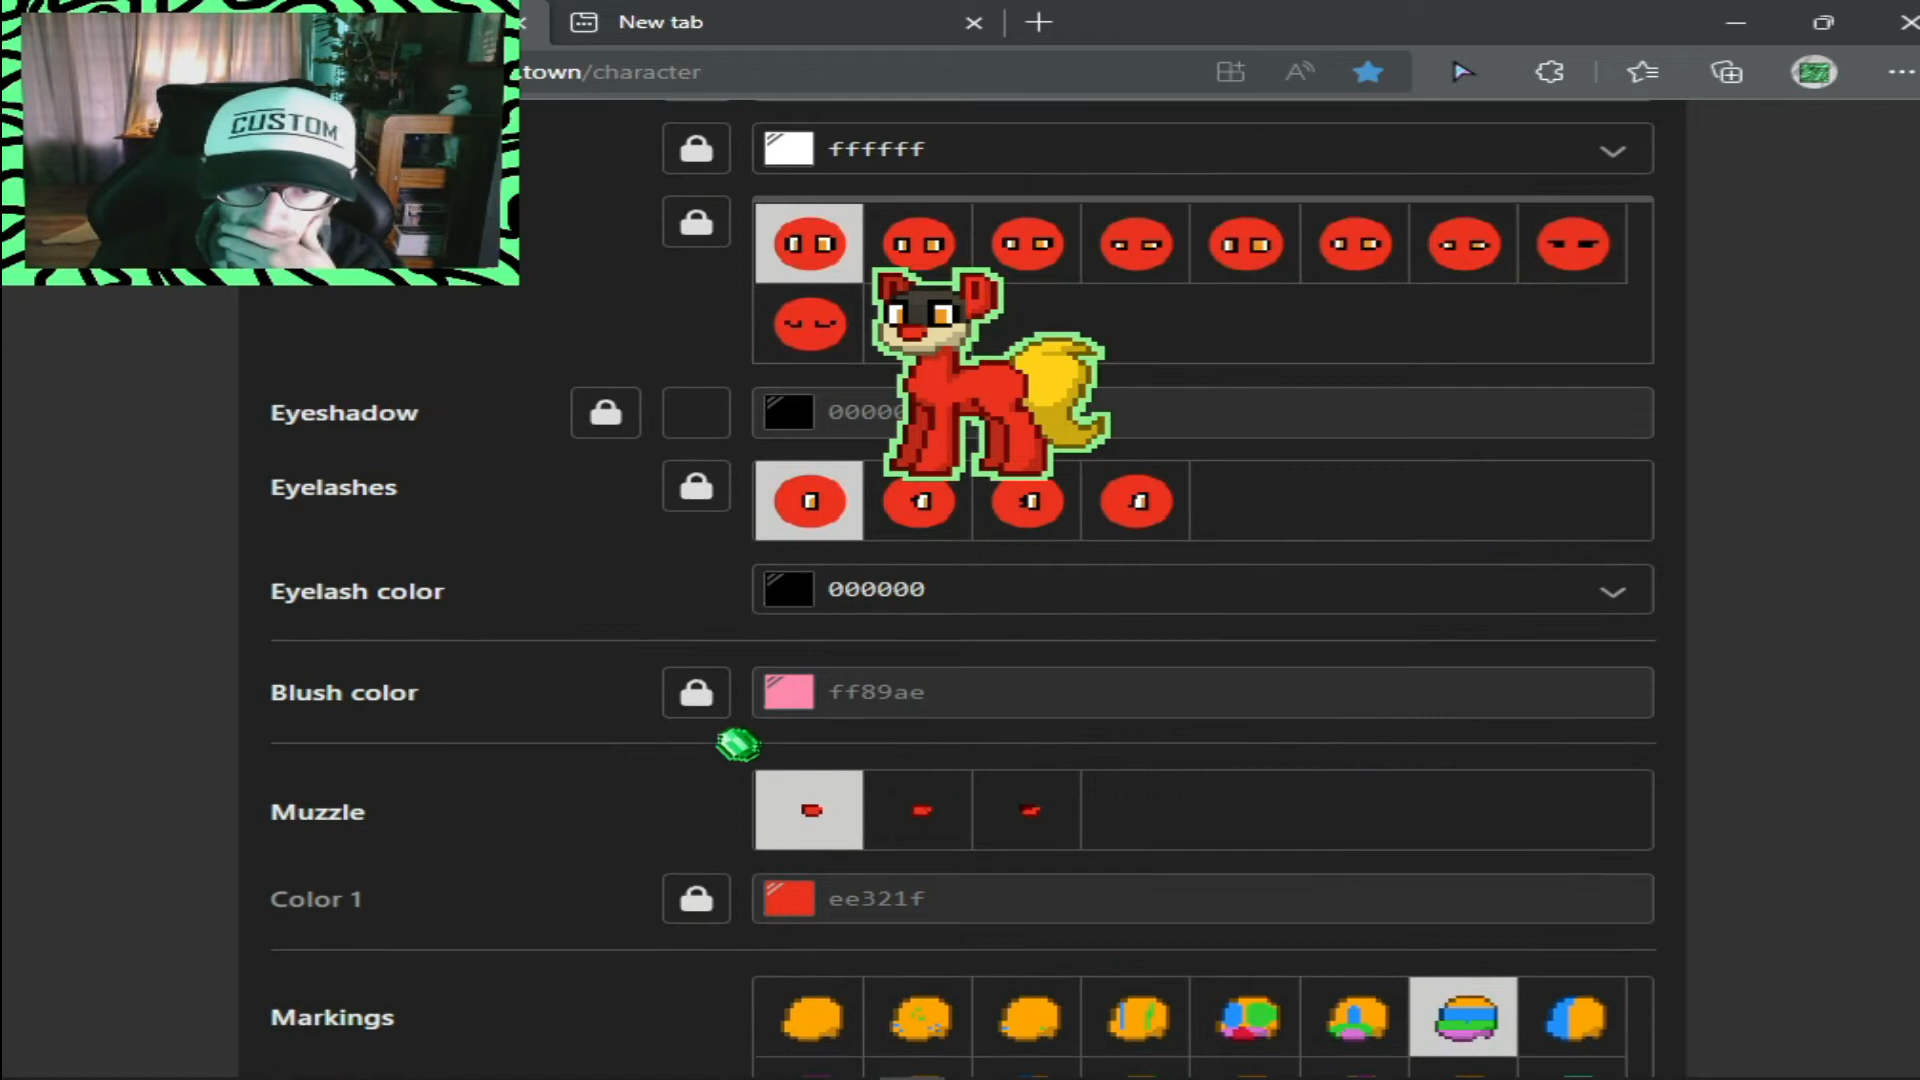 New tab
town/character
CUSTOM
ffffff
Eyeshadow
0000
Eyelashes
Eyelash color
000000
Blush color
ff89ae
Muzzle
Color 1
ee321f
Markings